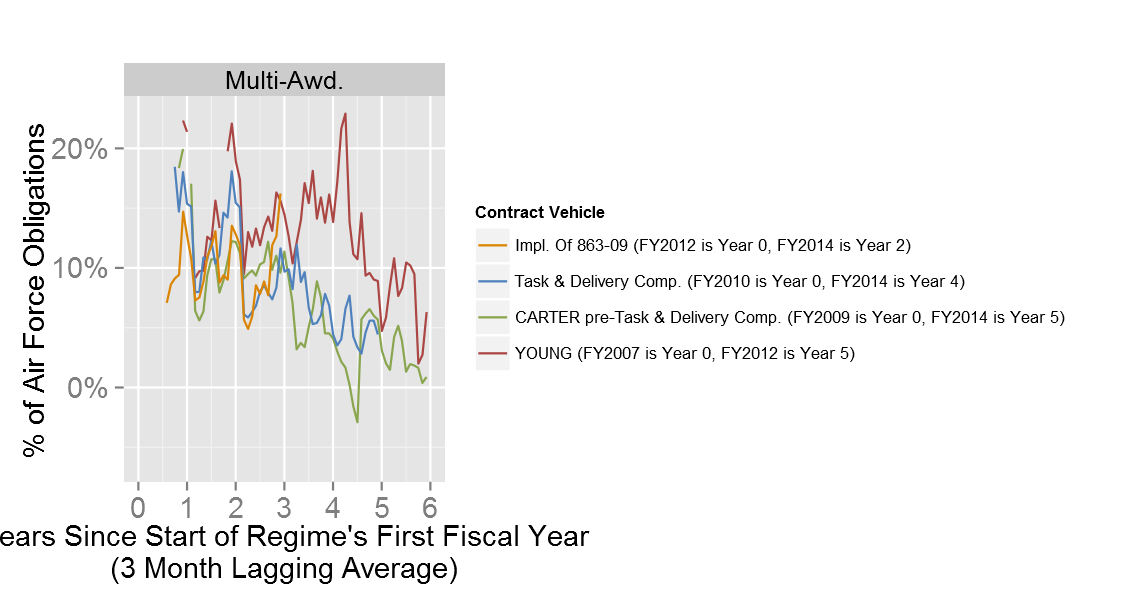 Multi-Awd.
% of Air Force Obligations
20%
10%
0%
0 1 2 3 4 5 6
ears Since Start of Regime's First Fiscal Year
(3 Month Lagging Average)
Contract Vehicle
Impl. Of 863-09 (FY2012 is Year 0, FY2014 is Year 2)
Task & Delivery Comp. (FY2010 is Year 0, FY2014 is Year 4)
CARTER pre-Task & Delivery Comp. (FY2009 is Year 0, FY2014 is Year 5)
YOUNG (FY2007 is Year 0, FY2012 is Year 5)